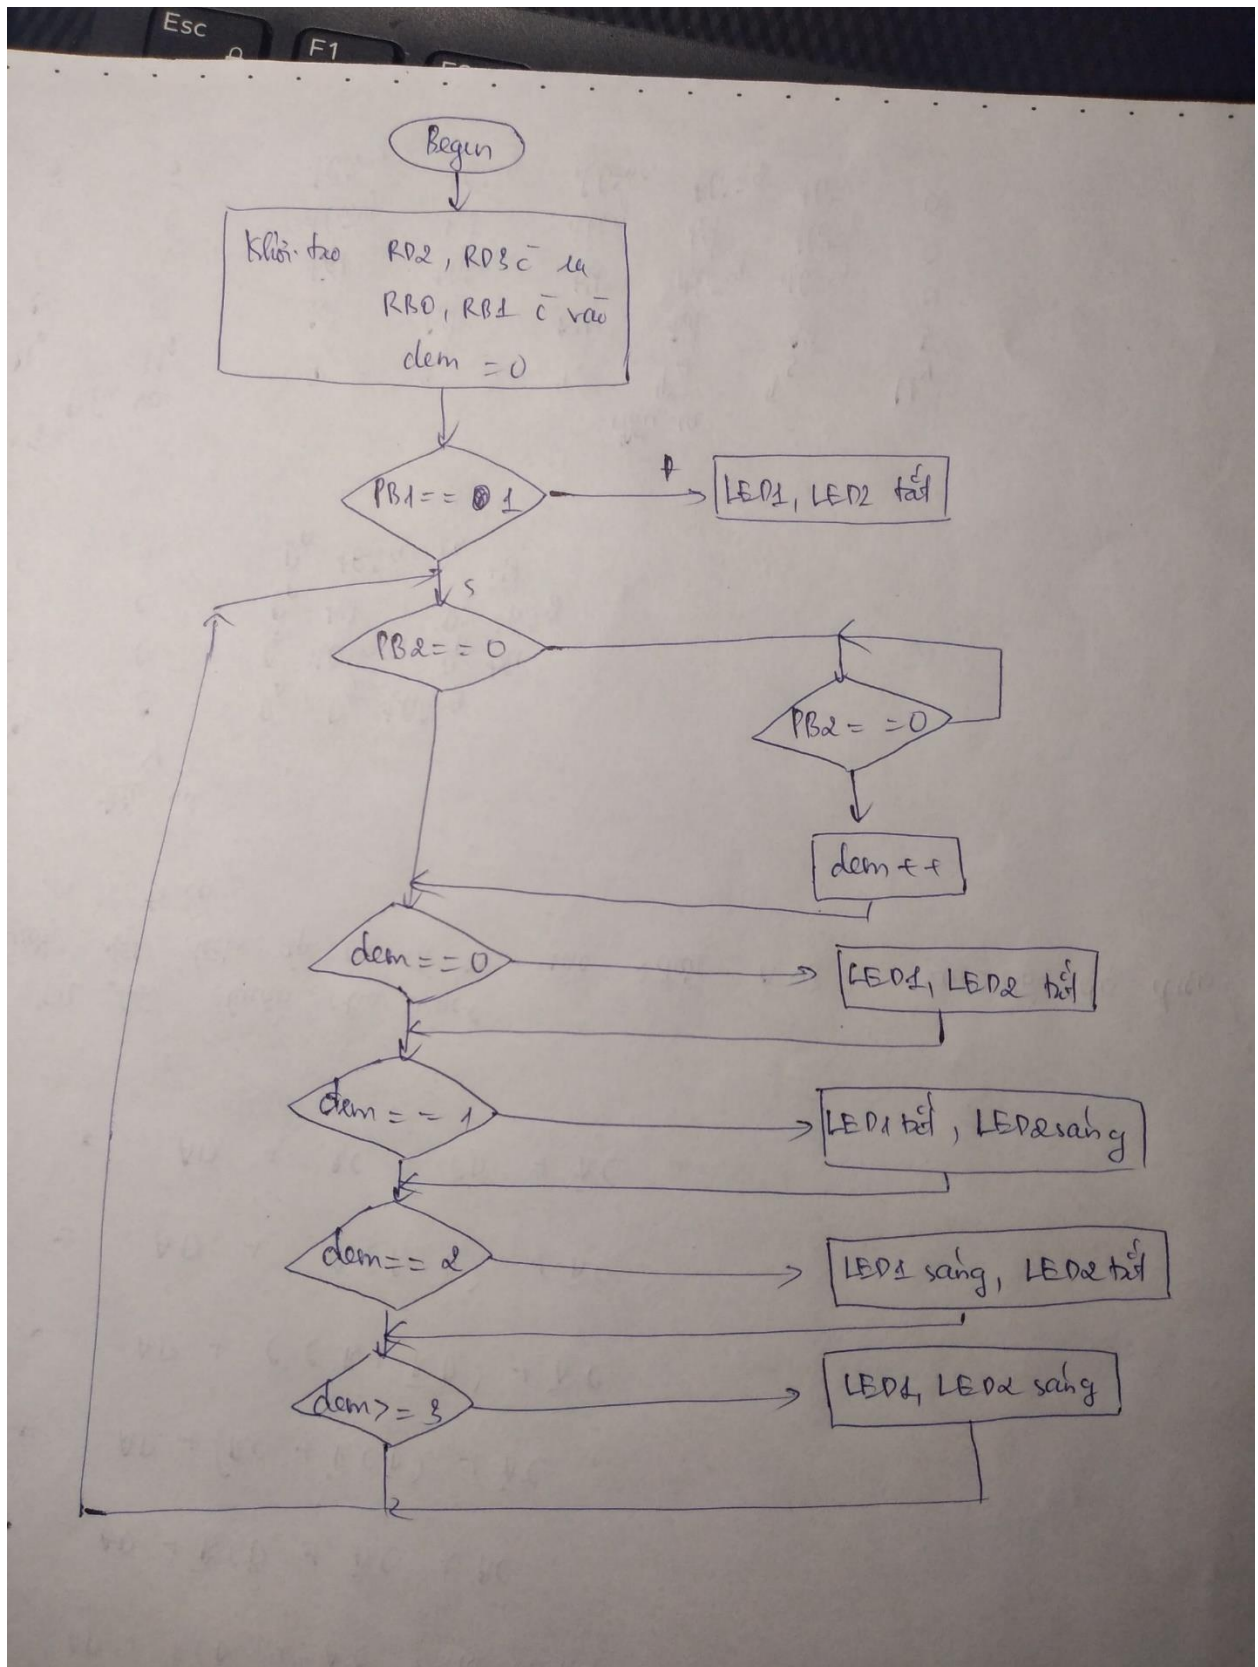 Esc
F1
Begin
Khởi tạo RD2, RD3 c̄ ra
RB0, RB1 c̄ vào
dem = 0
PB1 == 1
Đ
LED1, LED2 tắt
S
PB2 == 0
PB2 == 0
dem ++
dem == 0
LED1, LED2 tắt
dem == 1
LED1 tắt, LED2 sáng
dem == 2
LED1 sáng, LED2 tắt
dem >= 3
LED1, LED2 sáng